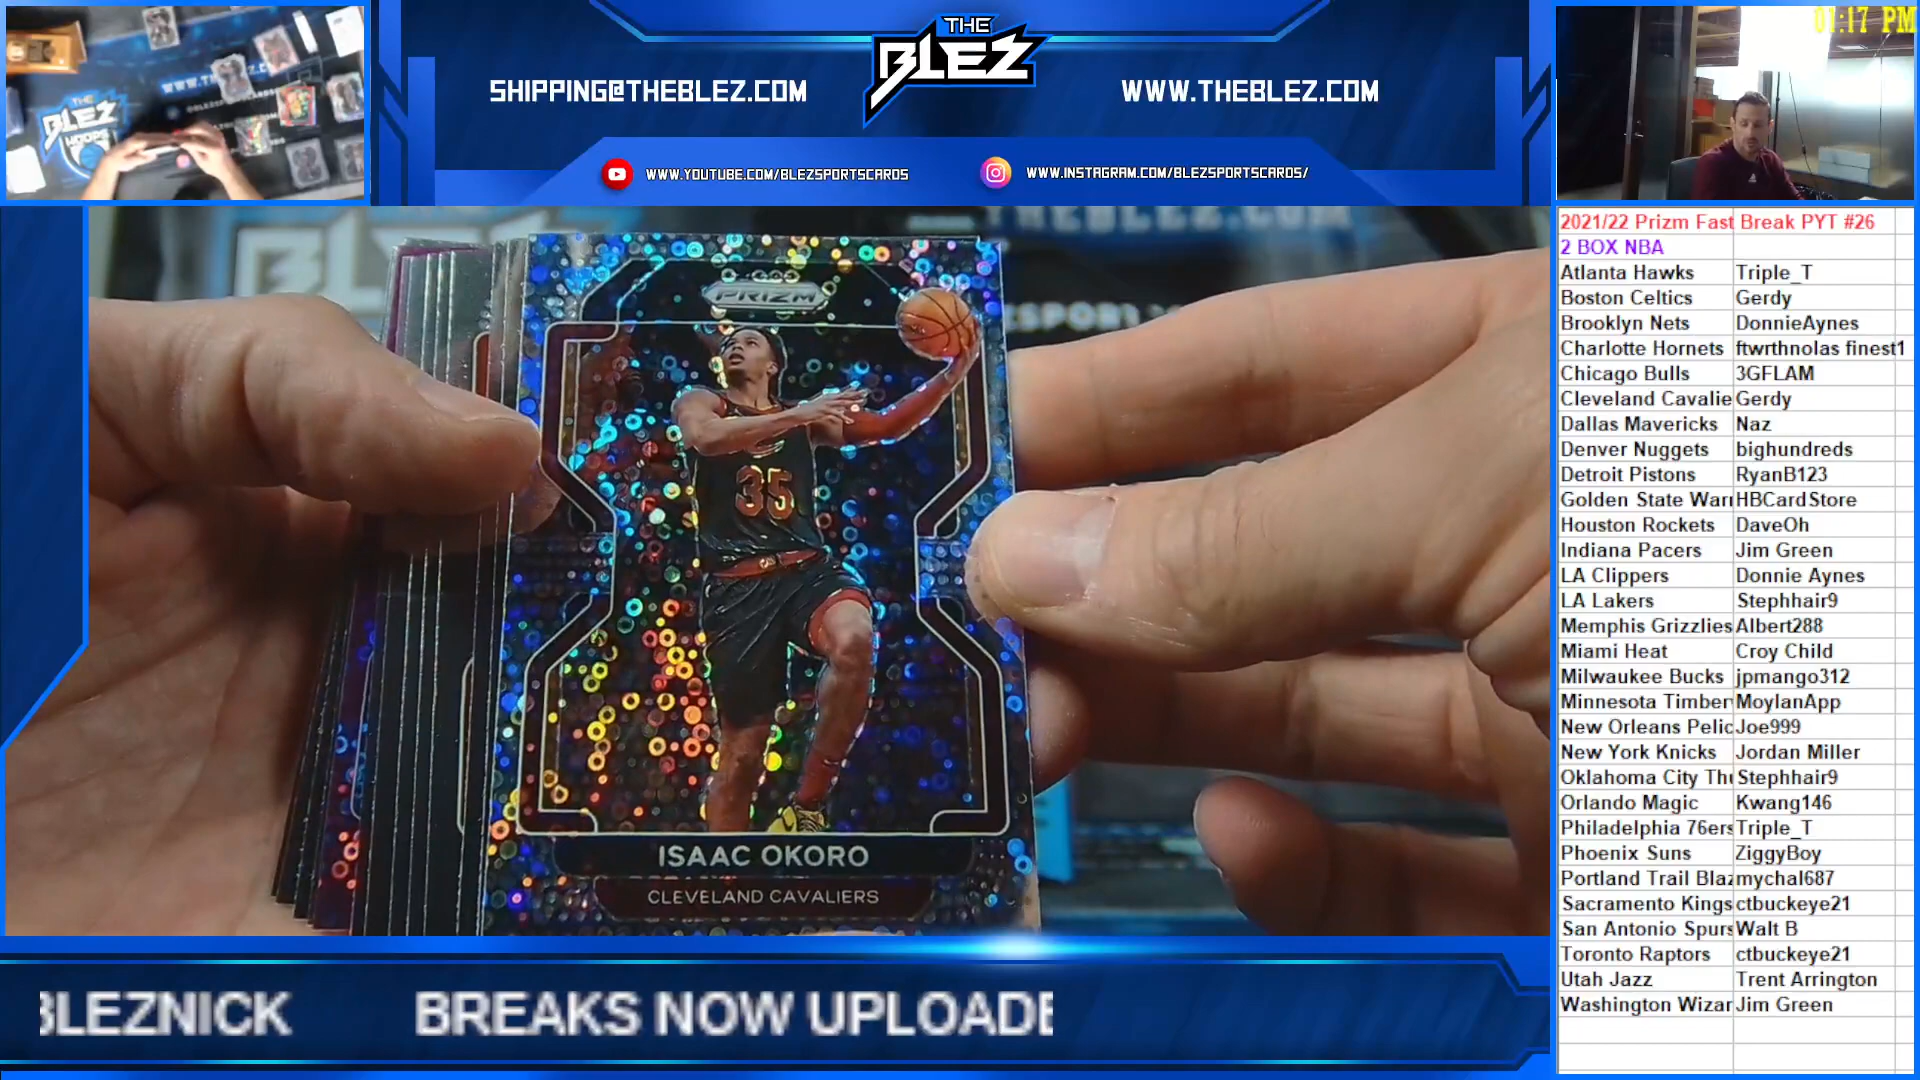 THE
BLEZ
SHIPPING@THEBLEZ.COM
WWW.THEBLEZ.COM
WWW.YOUTUBE.COM/BLEZSPORTSCARDS
WWW.INSTAGRAM.COM/BLEZSPORTSCARDS/
01:17 PM
THE
BLEZ
HOOPS
PRIZM
35
ISAAC OKORO
CLEVELAND CAVALIERS
2021/22 Prizm Fast Break PYT #26
2 BOX NBA
Atlanta Hawks Triple_T
Boston Celtics Gerdy
Brooklyn Nets DonnieAynes
Charlotte Hornets ftwrthnolas finest1
Chicago Bulls 3GFLAM
Cleveland Cavalie Gerdy
Dallas Mavericks Naz
Denver Nuggets bighundreds
Detroit Pistons RyanB123
Golden State Warr HBCardStore
Houston Rockets DaveOh
Indiana Pacers Jim Green
LA Clippers Donnie Aynes
LA Lakers Stephhair9
Memphis Grizzlies Albert288
Miami Heat Croy Child
Milwaukee Bucks jpmango312
Minnesota Timber MoylanApp
New Orleans Pelic Joe999
New York Knicks Jordan Miller
Oklahoma City Thu Stephhair9
Orlando Magic Kwang146
Philadelphia 76ers Triple_T
Phoenix Suns ZiggyBoy
Portland Trail Blaz mychal687
Sacramento Kings ctbuckeye21
San Antonio Spurs Walt B
Toronto Raptors ctbuckeye21
Utah Jazz Trent Arrington
Washington Wizar Jim Green
BLEZNICK BREAKS NOW UPLOADE